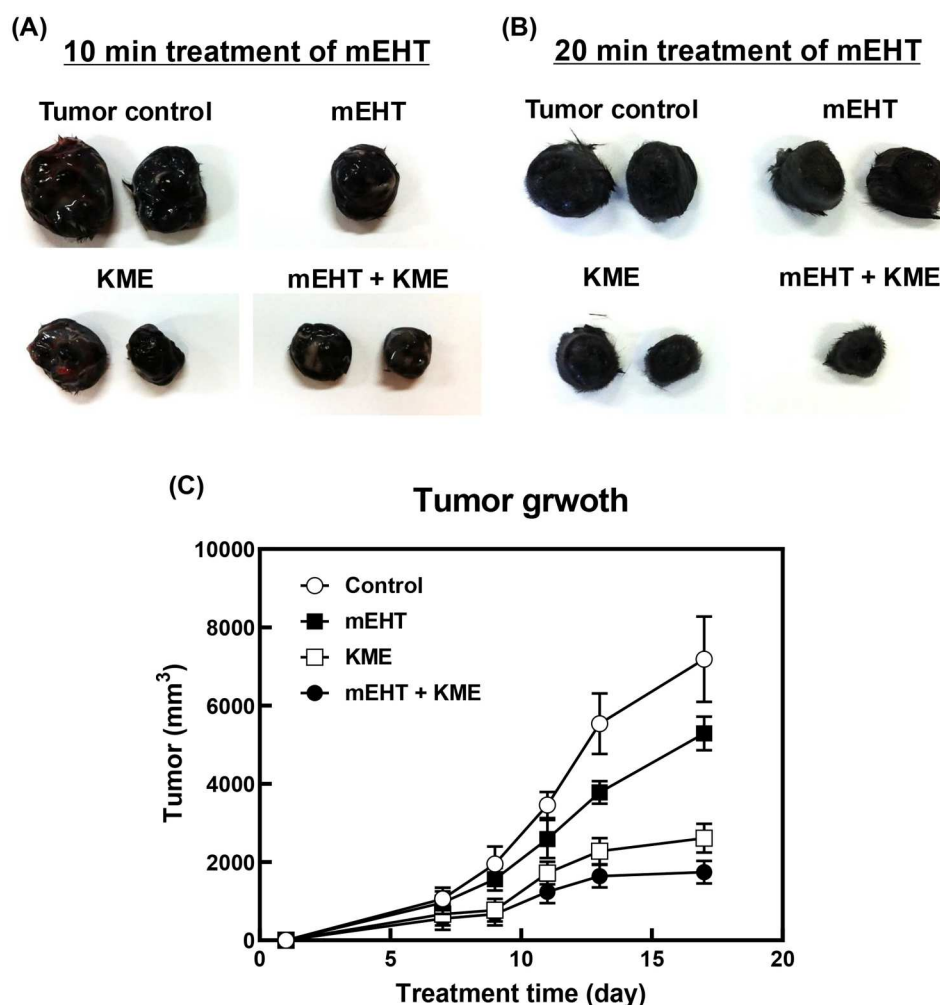 (A)
10 min treatment of mEHT
Tumor control
mEHT
KME
mEHT + KME
(B)
20 min treatment of mEHT
Tumor control
mEHT
KME
mEHT + KME
(C)
Tumor grwoth
10000
8000
6000
4000
2000
0
Tumor (mm³)
Control
mEHT
KME
mEHT + KME
0
5
10
15
20
Treatment time (day)